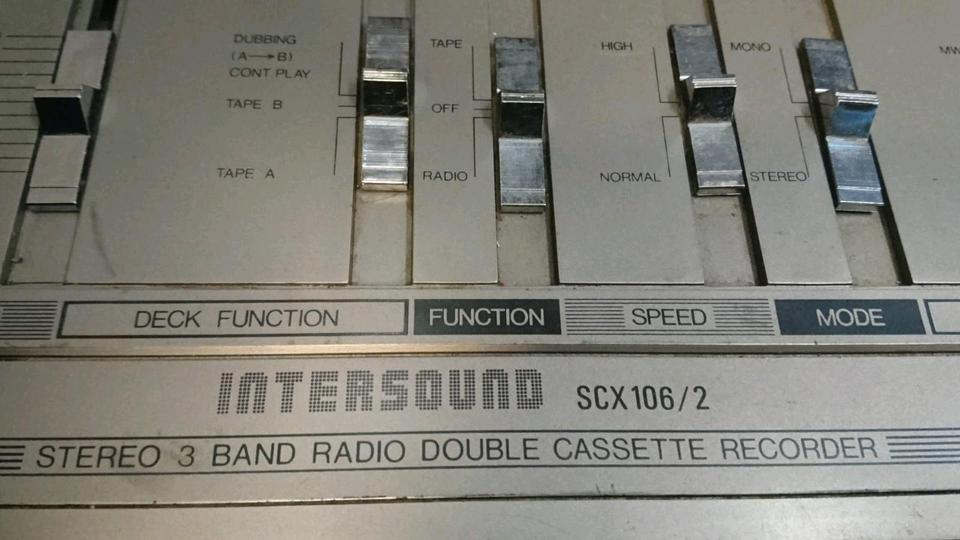 DUBBING
(A→B)
CONT PLAY
TAPE B
TAPE A
TAPE
OFF
RADIO
HIGH
NORMAL
MONO
STEREO
MW
DECK FUNCTION
FUNCTION
SPEED
MODE
INTERSOUND SCX106/2
STEREO 3 BAND RADIO DOUBLE CASSETTE RECORDER